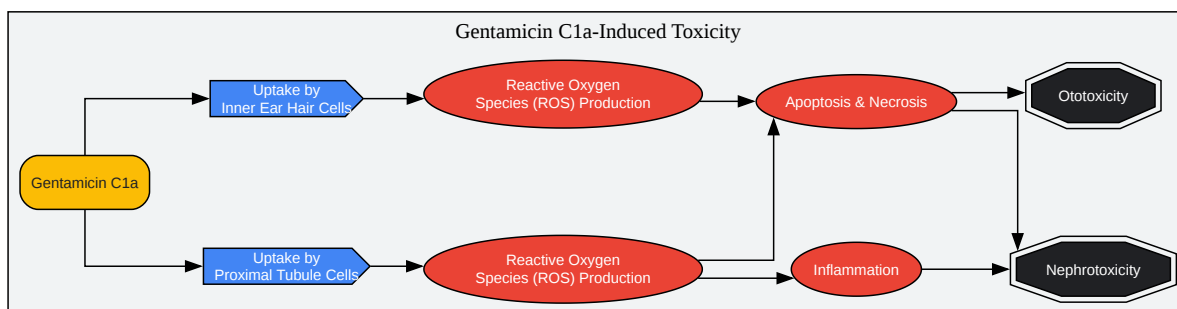 Gentamicin C1a-Induced Toxicity
Uptake by
Inner Ear Hair Cells
Reactive Oxygen
Species (ROS) Production
Apoptosis & Necrosis
Ototoxicity
Gentamicin C1a
Uptake by
Proximal Tubule Cells
Reactive Oxygen
Species (ROS) Production
Inflammation
Nephrotoxicity